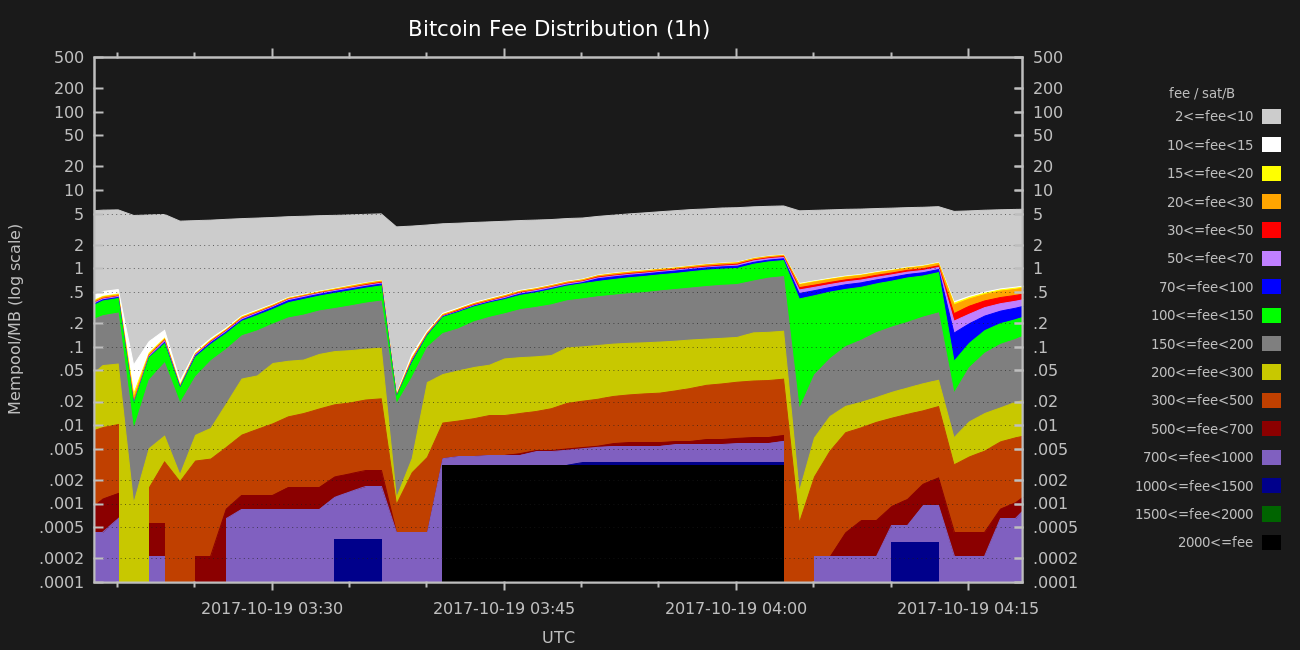 Bitcoin Fee Distribution (1h)
Mempool/MB (log scale)
500
200
100
50
20
10
5
2
1
.5
.2
.1
.05
.02
.01
.005
.002
.001
.0005
.0002
.0001
500
200
100
50
20
10
5
2
1
.5
.2
.1
.05
.02
.01
.005
.002
.001
.0005
.0002
.0001
2017-10-19 03:30
2017-10-19 03:45
2017-10-19 04:00
2017-10-19 04:15
UTC
fee / sat/B
2<=fee<10
10<=fee<15
15<=fee<20
20<=fee<30
30<=fee<50
50<=fee<70
70<=fee<100
100<=fee<150
150<=fee<200
200<=fee<300
300<=fee<500
500<=fee<700
700<=fee<1000
1000<=fee<1500
1500<=fee<2000
2000<=fee